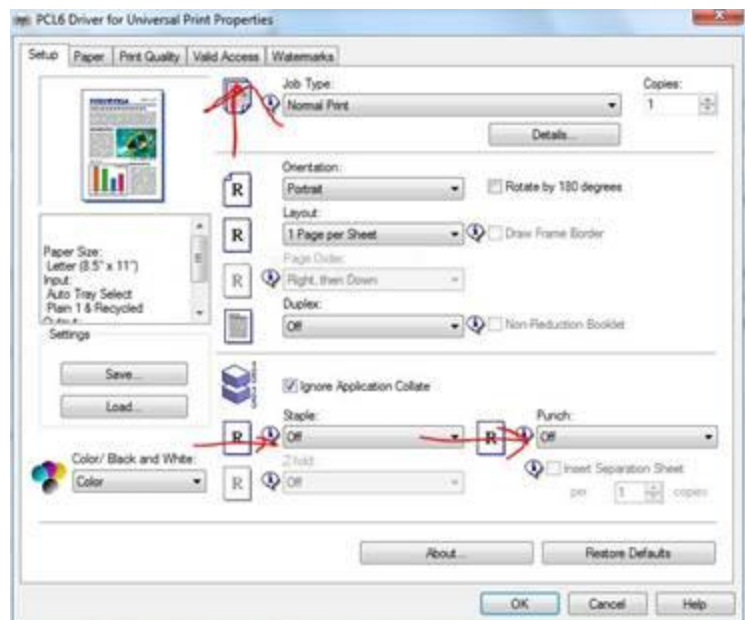 PCL6 Driver for Universal Print Properties
Setup Paper Print Quality Valid Access Watermarks
Job Type:
Copies:
Normal Print
1
Details...
Orientation:
Portrait
Rotate by 180 degrees
Layout:
1 Page per Sheet
Draw Frame Border
Page Order:
Right, then Down
Duplex:
Off
Non-Reduction Booklet
Paper Size:
Letter (8.5" x 11")
Input:
Auto Tray Select
Plain 1 & Recycled
Settings
Save...
Load...
Color/ Black and White:
Color
Ignore Application Collate
Staple:
Off
Punch:
Off
Z-fold:
Off
Insert Separation Sheet
per 1 copies
About...
Restore Defaults
OK
Cancel
Help
R
R
R
R
R
R